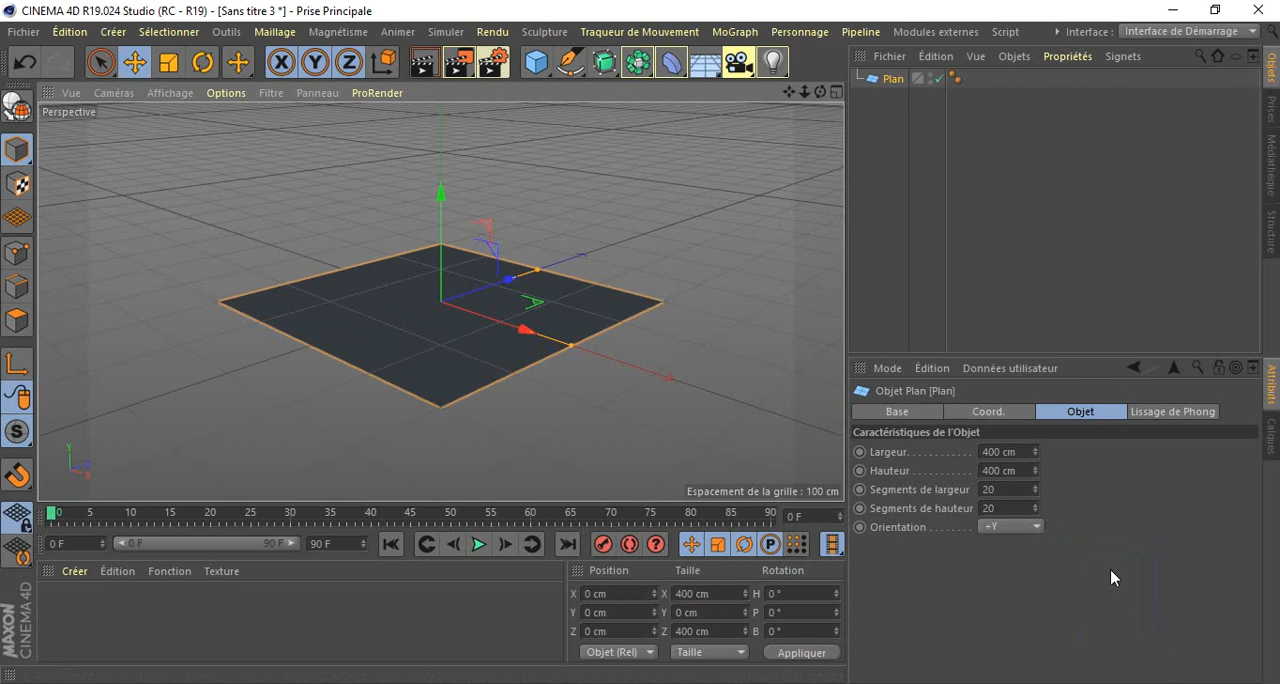 CINEMA 4D R19.024 Studio (RC - R19) - [Sans titre 3 *] - Prise Principale
Fichier Édition Créer Sélectionner Outils Maillage Magnétisme Animer Simuler Rendu Sculpture Traqueur de Mouvement MoGraph Personnage Pipeline Modules externes Script Interface : Interface de Démarrage
X Y Z
Fichier Édition Vue Objets Propriétés Signets
Plan
Vue Caméras Affichage Options Filtre Panneau ProRender
Perspective
Y
Z
X
Espacement de la grille : 100 cm
Objets
Prises
Médiathèque
Structure
Mode Édition Données utilisateur
Objet Plan [Plan]
Base Coord. Objet Lissage de Phong
Caractéristiques de l'Objet
Largeur. . . . . . . . . . . 400 cm
Hauteur . . . . . . . . . . 400 cm
Segments de largeur 20
Segments de hauteur 20
Orientation . . . . . . . +Y
Attributs
Calques
0 5 10 15 20 25 30 35 40 45 50 55 60 65 70 75 80 85 90 0 F
0 F 0 F 90 F 90 F
Créer Édition Fonction Texture
Position Taille Rotation
X 0 cm X 400 cm H 0 °
Y 0 cm Y 0 cm P 0 °
Z 0 cm Z 400 cm B 0 °
Objet (Rel) Taille Appliquer
MAXON
CINEMA 4D